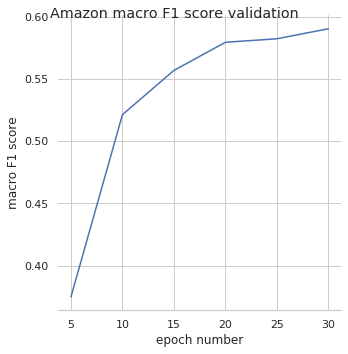 Amazon macro F1 score validation
0.60
0.55
0.50
0.45
0.40
macro F1 score
5 10 15 20 25 30
epoch number